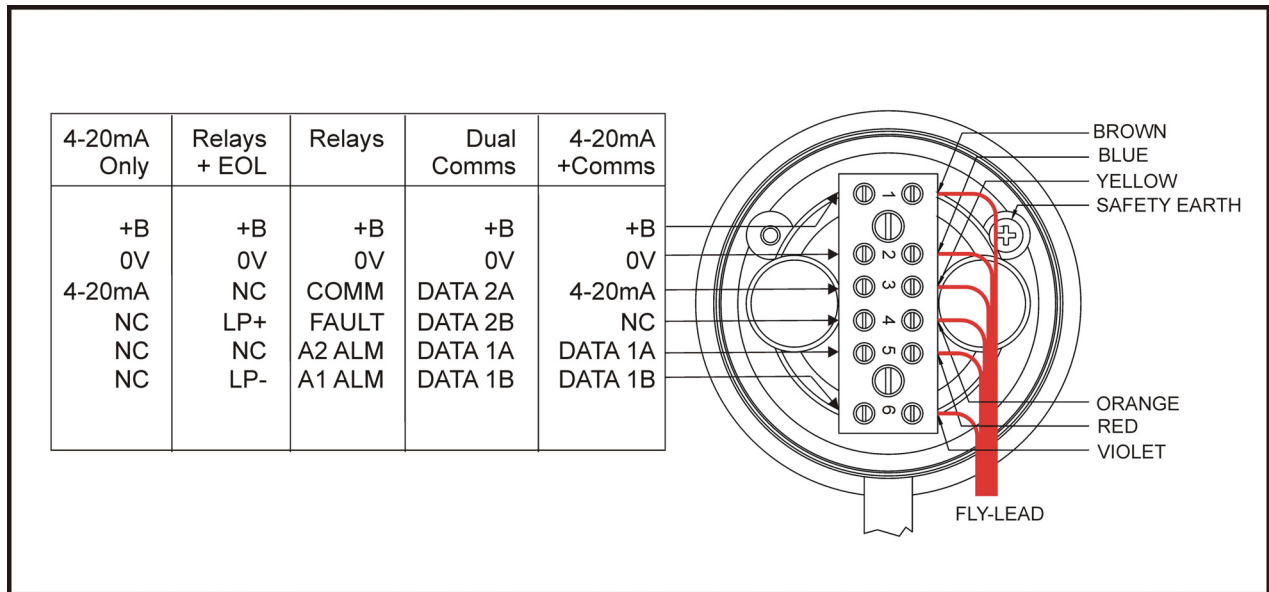 4-20mA Only
Relays + EOL
Relays
Dual Comms
4-20mA +Comms
+B +B +B +B +B
0V 0V 0V 0V 0V
4-20mA NC COMM DATA 2A 4-20mA
NC LP+ FAULT DATA 2B NC
NC NC A2 ALM DATA 1A DATA 1A
NC LP- A1 ALM DATA 1B DATA 1B
1
2
3
4
5
6
BROWN
BLUE
YELLOW
SAFETY EARTH
ORANGE
RED
VIOLET
FLY-LEAD